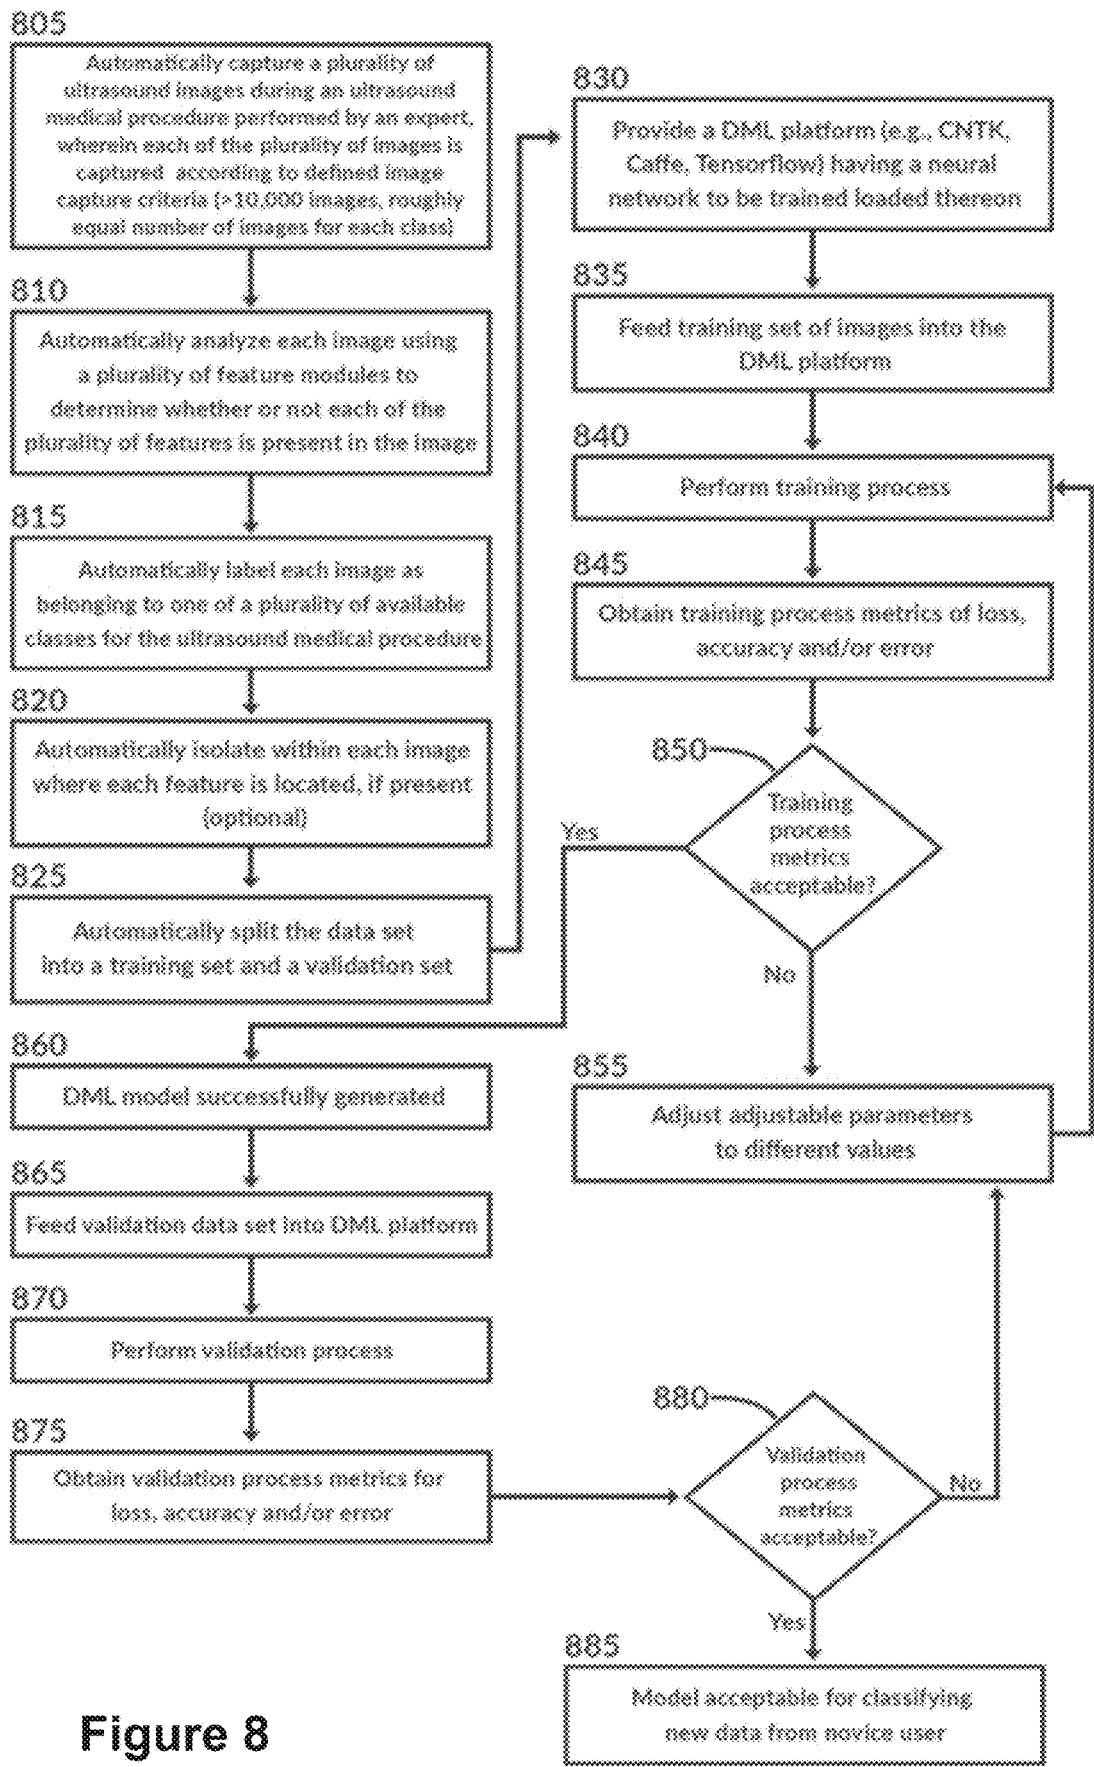 805
Automatically capture a plurality of
ultrasound images during an ultrasound
medical procedure performed by an expert,
wherein each of the plurality of images is
captured according to defined image
capture criteria (>10,000 images, roughly
equal number of images for each class)
810
Automatically analyze each image using
a plurality of feature modules to
determine whether or not each of the
plurality of features is present in the image
815
Automatically label each image as
belonging to one of a plurality of available
classes for the ultrasound medical procedure
820
Automatically isolate within each image
where each feature is located, if present
(optional)
825
Automatically split the data set
into a training set and a validation set
830
Provide a DML platform (e.g., CNTK,
Caffe, Tensorflow) having a neural
network to be trained loaded thereon
835
Feed training set of images into the
DML platform
840
Perform training process
845
Obtain training process metrics of loss,
accuracy and/or error
850
Training
process
metrics
acceptable?
Yes
No
855
Adjust adjustable parameters
to different values
860
DML model successfully generated
865
Feed validation data set into DML platform
870
Perform validation process
875
Obtain validation process metrics for
loss, accuracy and/or error
880
Validation
process
metrics
acceptable?
No
Yes
885
Model acceptable for classifying
new data from novice user
Figure 8